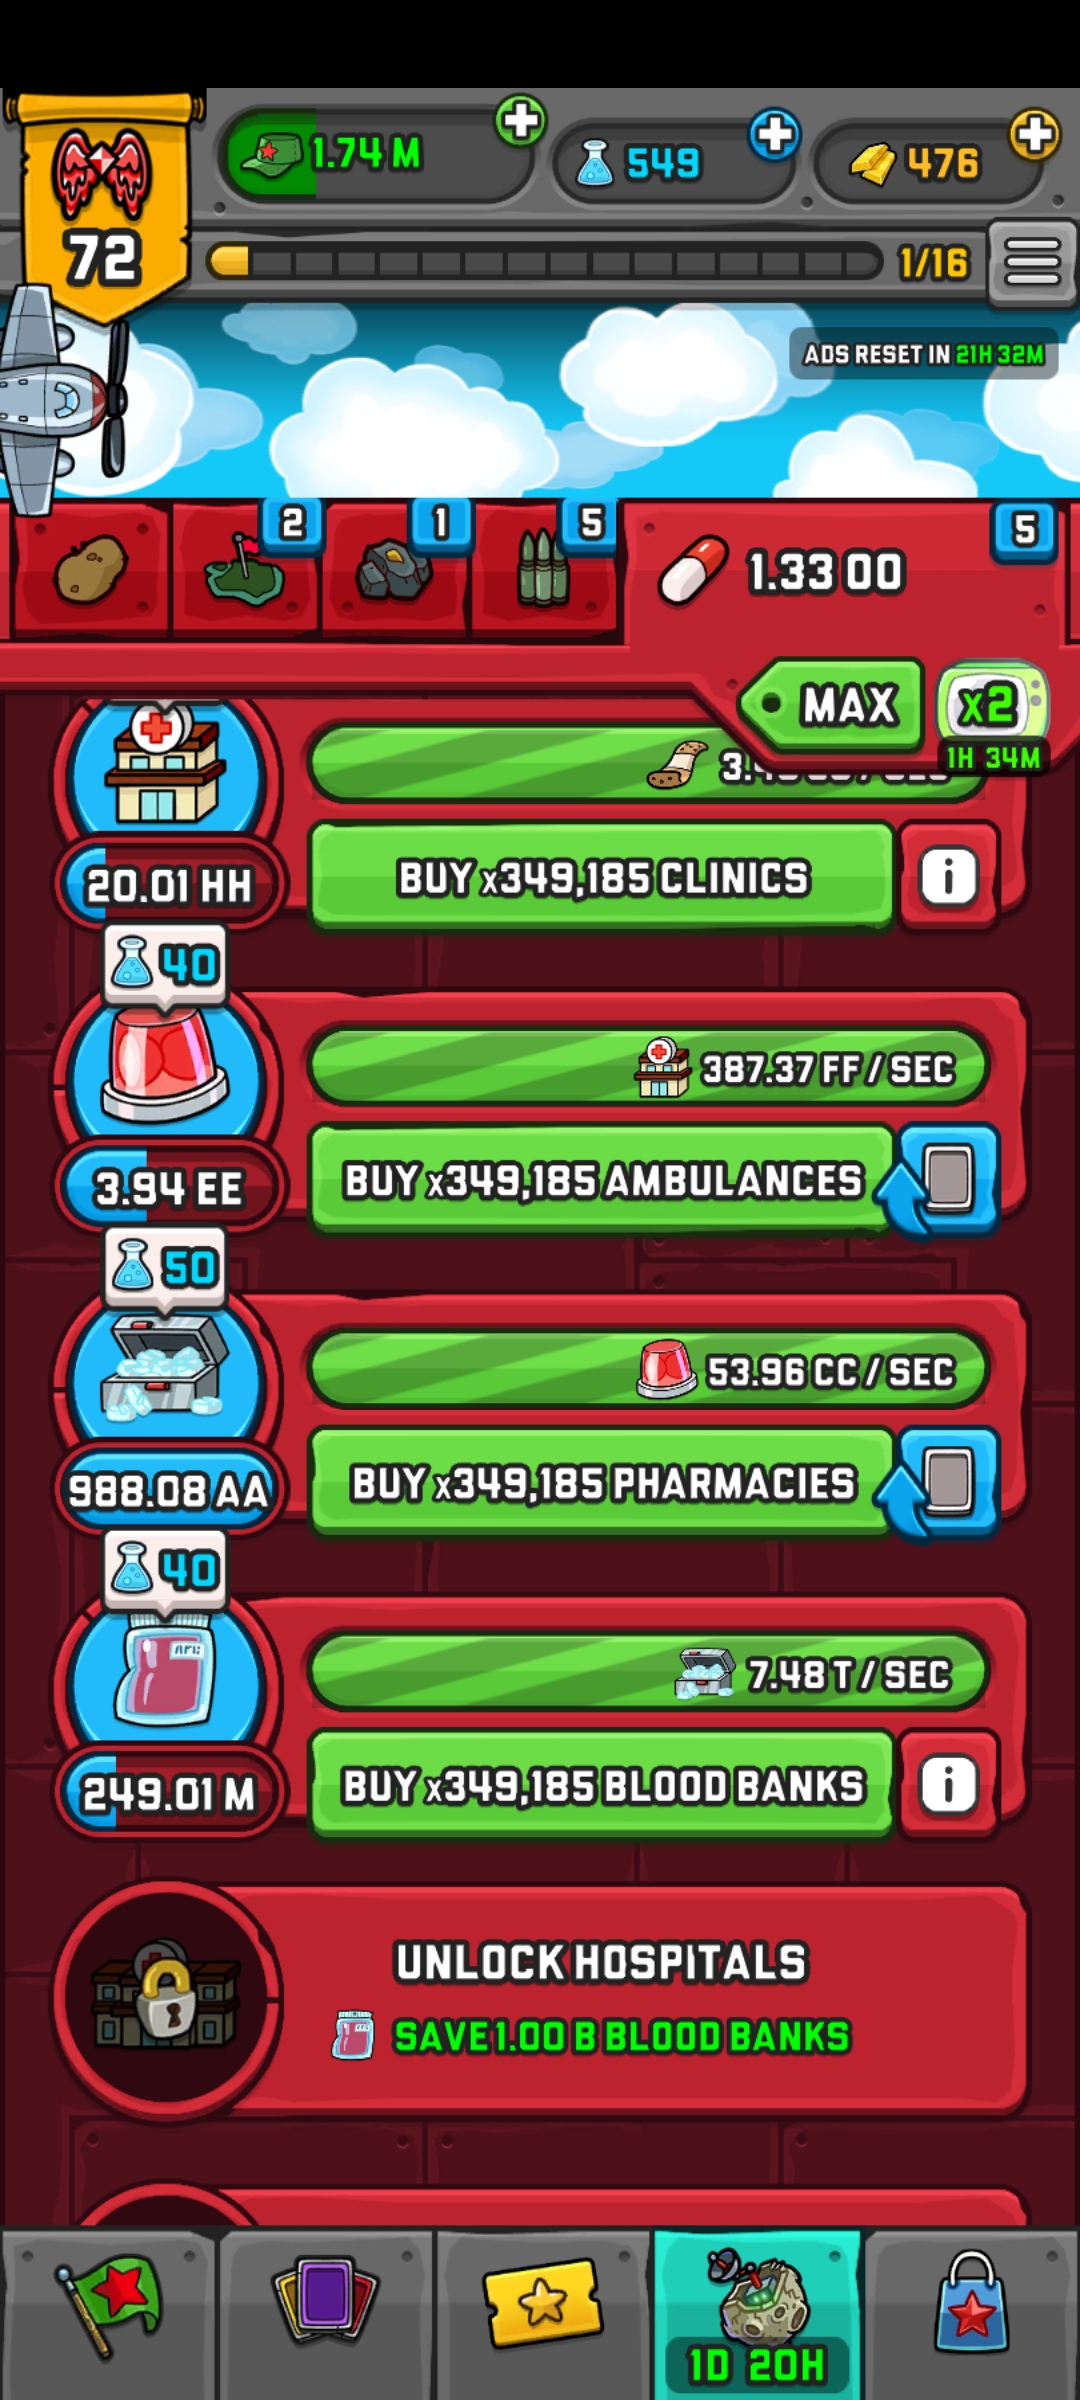 1.74 M
549
476
72
1/16
ADS RESET IN 21H 32M
2
1
5
5
1.33 OO
MAX
x2
1H 34M
BUY x349,185 CLINICS
20.01 HH
40
387.37 FF / SEC
BUY x349,185 AMBULANCES
3.94 EE
50
53.96 CC / SEC
BUY x349,185 PHARMACIES
988.08 AA
40
7.48 T / SEC
BUY x349,185 BLOOD BANKS
249.01 M
UNLOCK HOSPITALS
SAVE 1.00 B BLOOD BANKS
1D 20H